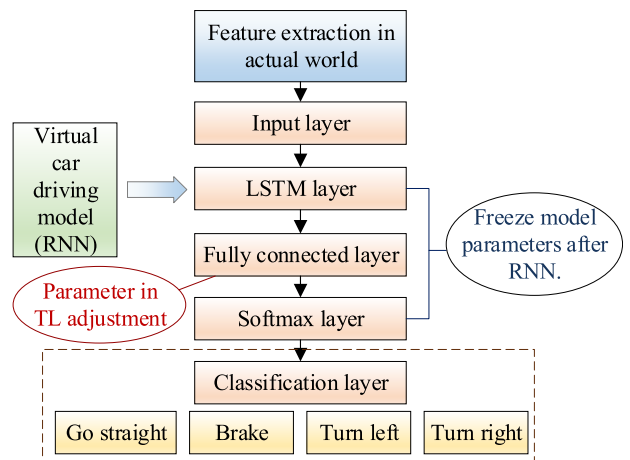 Feature extraction in
actual world
Input layer
Virtual
car
driving
model
(RNN)
LSTM layer
Freeze model
parameters after
RNN.
Fully connected layer
Parameter in
TL adjustment
Softmax layer
Classification layer
Go straight
Brake
Turn left
Turn right